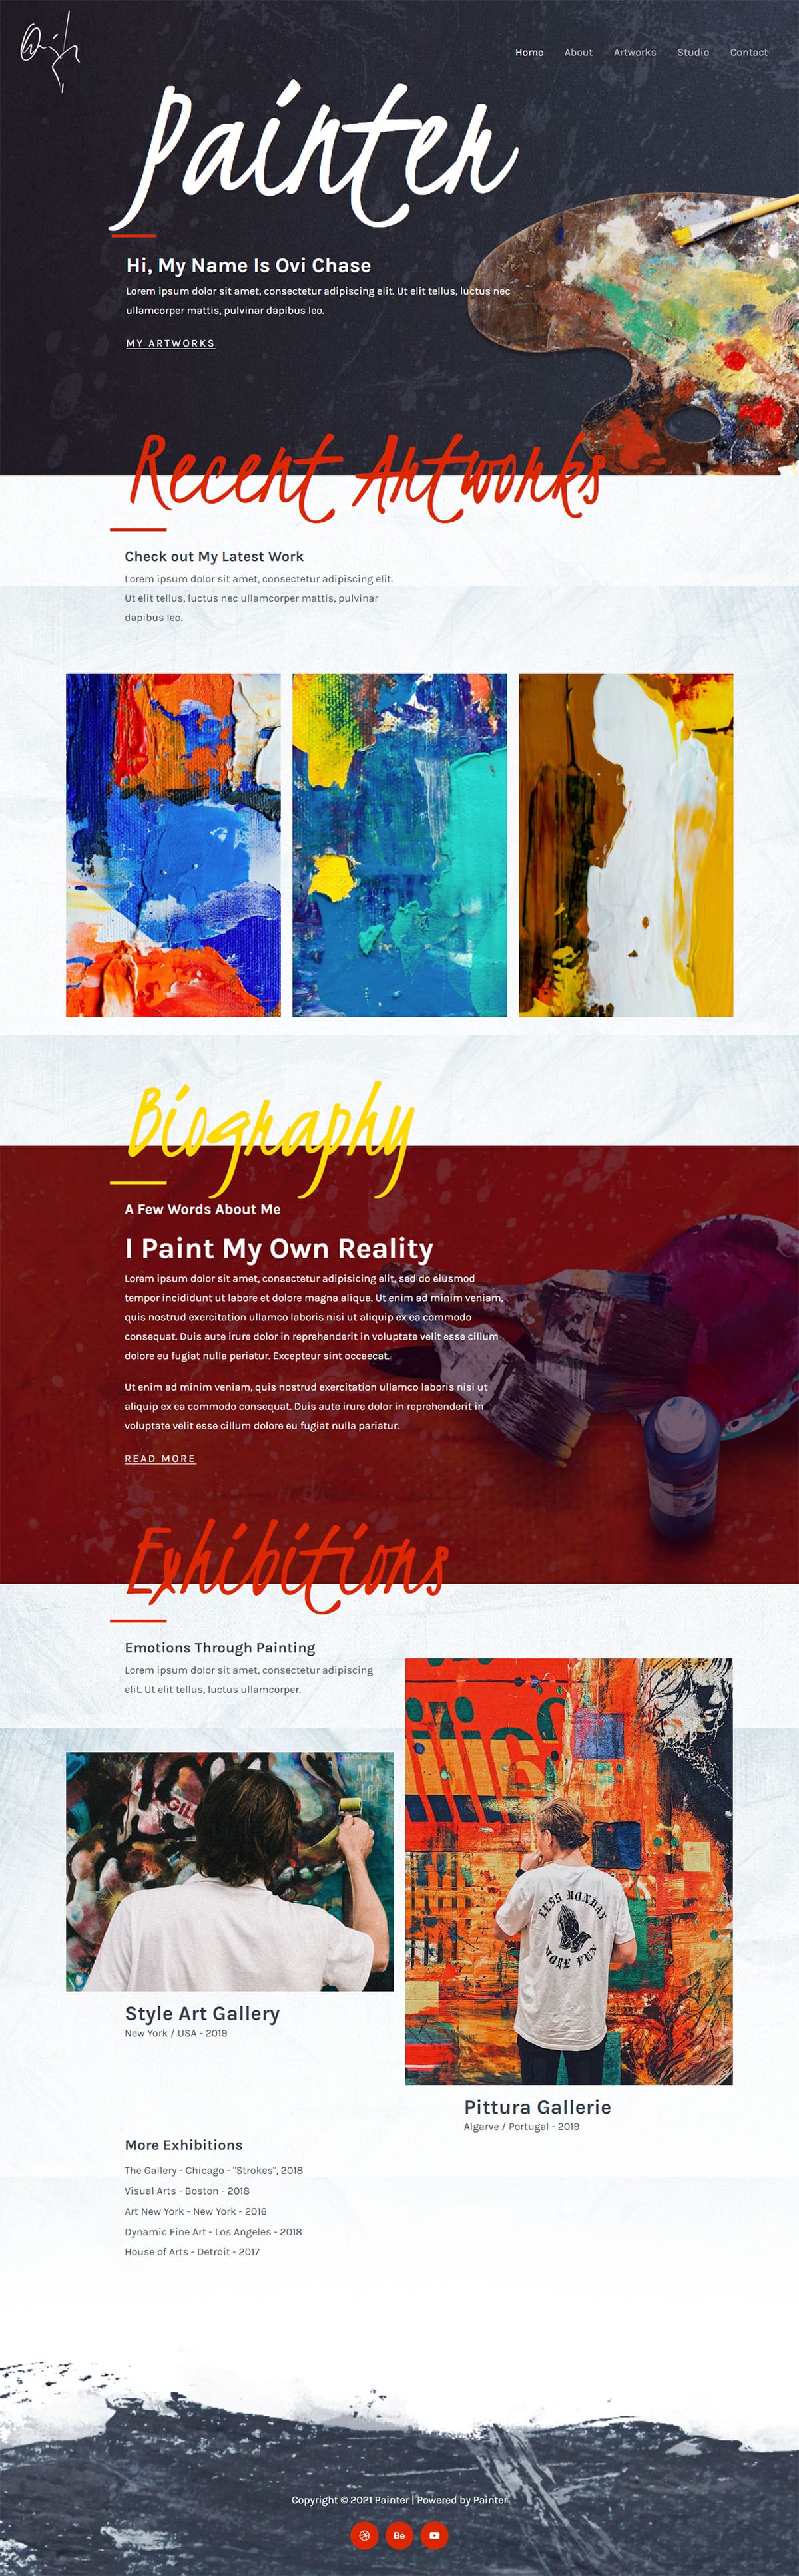 Home About Artworks Studio Contact
Painter
Hi, My Name Is Ovi Chase
Lorem ipsum dolor sit amet, consectetur adipiscing elit. Ut elit tellus, luctus nec
ullamcorper mattis, pulvinar dapibus leo.
MY ARTWORKS
Recent Artworks
Check out My Latest Work
Lorem ipsum dolor sit amet, consectetur adipiscing elit.
Ut elit tellus, luctus nec ullamcorper mattis, pulvinar
dapibus leo.
Biography
A Few Words About Me
I Paint My Own Reality
Lorem ipsum dolor sit amet, consectetur adipisicing elit, sed do eiusmod
tempor incididunt ut labore et dolore magna aliqua. Ut enim ad minim veniam,
quis nostrud exercitation ullamco laboris nisi ut aliquip ex ea commodo
consequat. Duis aute irure dolor in reprehenderit in voluptate velit esse cillum
dolore eu fugiat nulla pariatur. Excepteur sint occaecat.
Ut enim ad minim veniam, quis nostrud exercitation ullamco laboris nisi ut
aliquip ex ea commodo consequat. Duis aute irure dolor in reprehenderit in
voluptate velit esse cillum dolore eu fugiat nulla pariatur.
READ MORE
Exhibitions
Emotions Through Painting
Lorem ipsum dolor sit amet, consectetur adipiscing
elit. Ut elit tellus, luctus ullamcorper.
LESS MONDAY
MORE FUN
Style Art Gallery
New York / USA - 2019
Pittura Gallerie
Algarve / Portugal - 2019
More Exhibitions
The Gallery - Chicago - "Strokes", 2018
Visual Arts - Boston - 2018
Art New York - New York - 2016
Dynamic Fine Art - Los Angeles - 2018
House of Arts - Detroit - 2017
Copyright © 2021 Painter | Powered by Painter
Bē